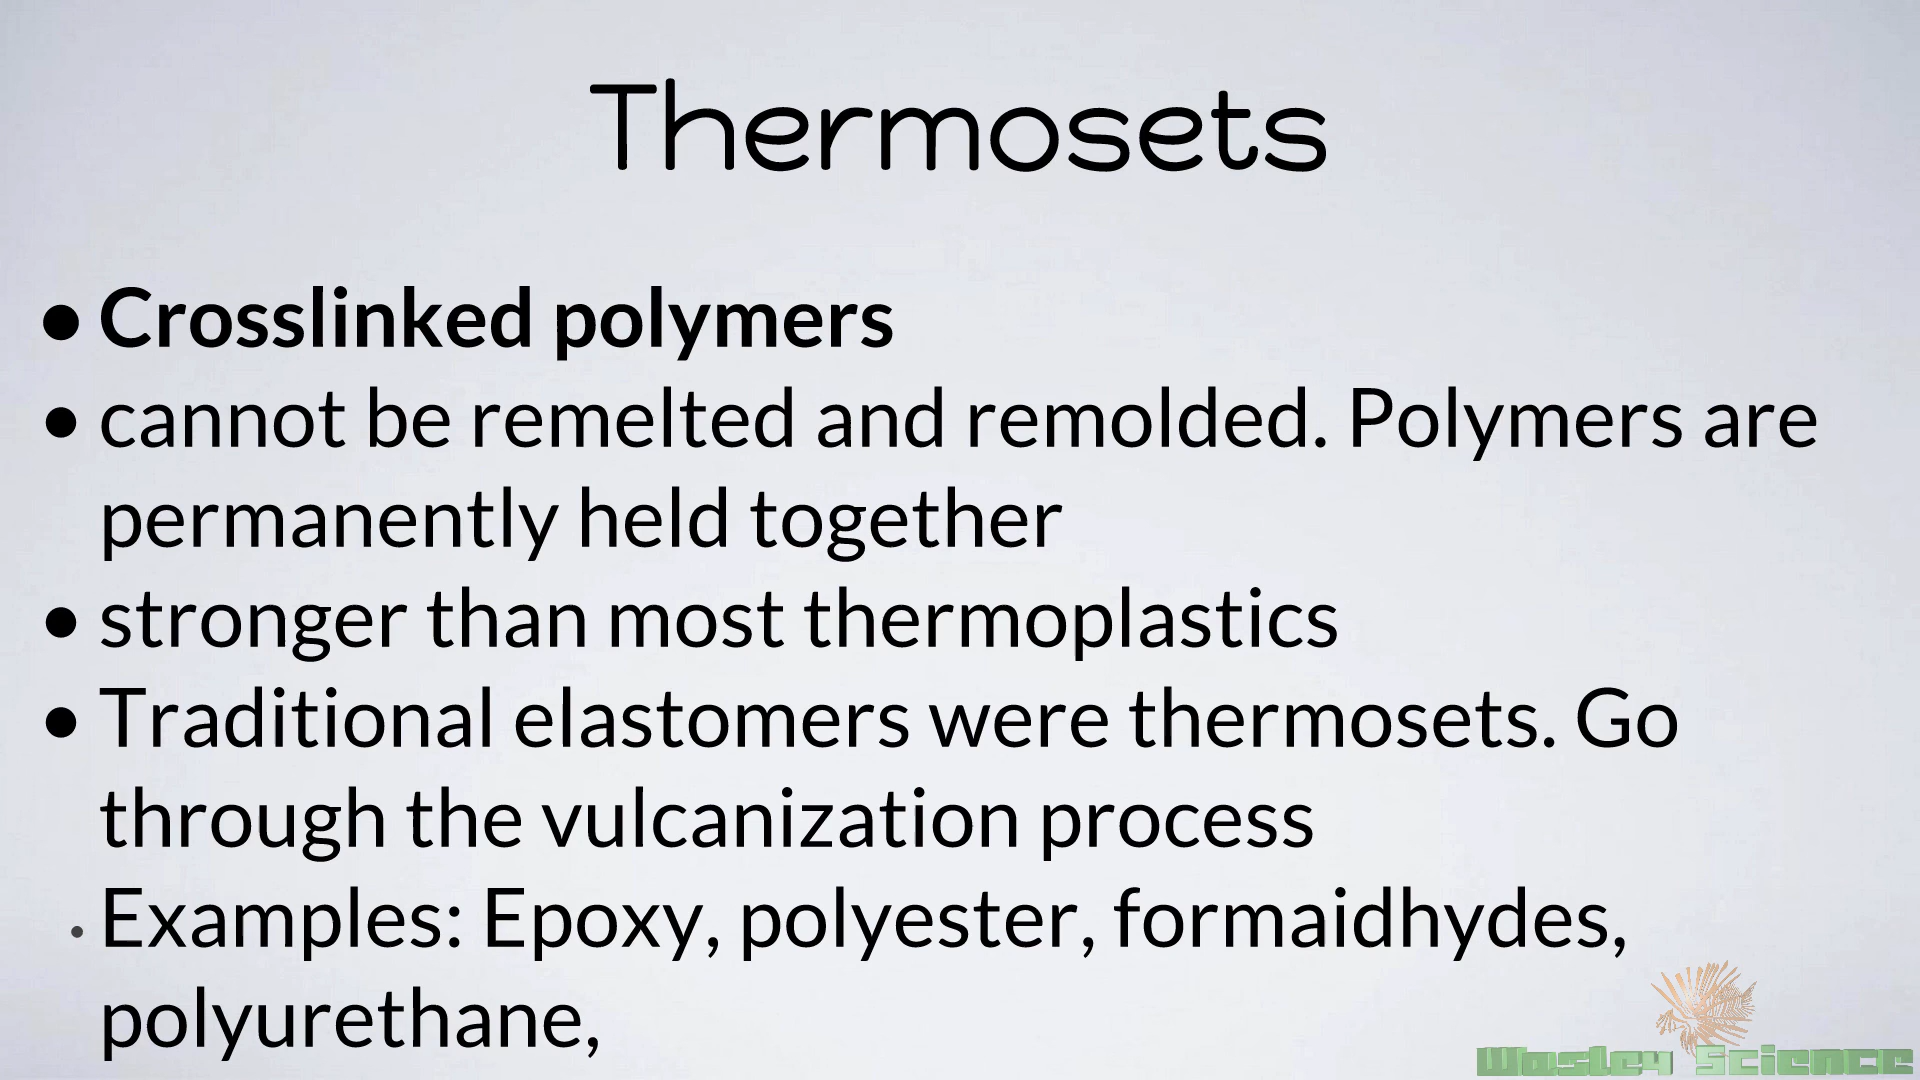 Thermosets
• Crosslinked polymers
• cannot be remelted and remolded. Polymers are
permanently held together
• stronger than most thermoplastics
• Traditional elastomers were thermosets. Go
through the vulcanization process
• Examples: Epoxy, polyester, formaidhydes,
polyurethane,
Wasley Science